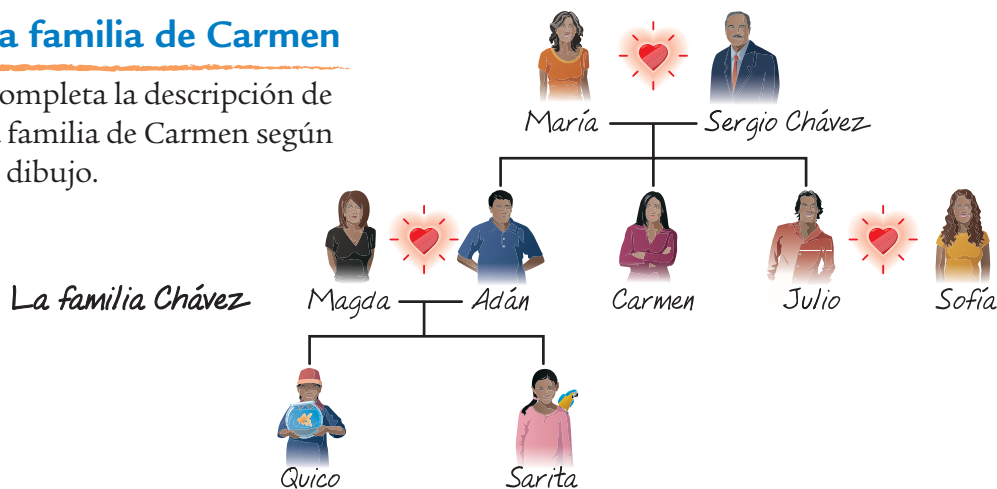 a familia de Carmen
ompleta la descripción de
familia de Carmen según
dibujo.
María Sergio Chávez
La familia Chávez Magda Adán Carmen Julio Sofía
Quico Sarita